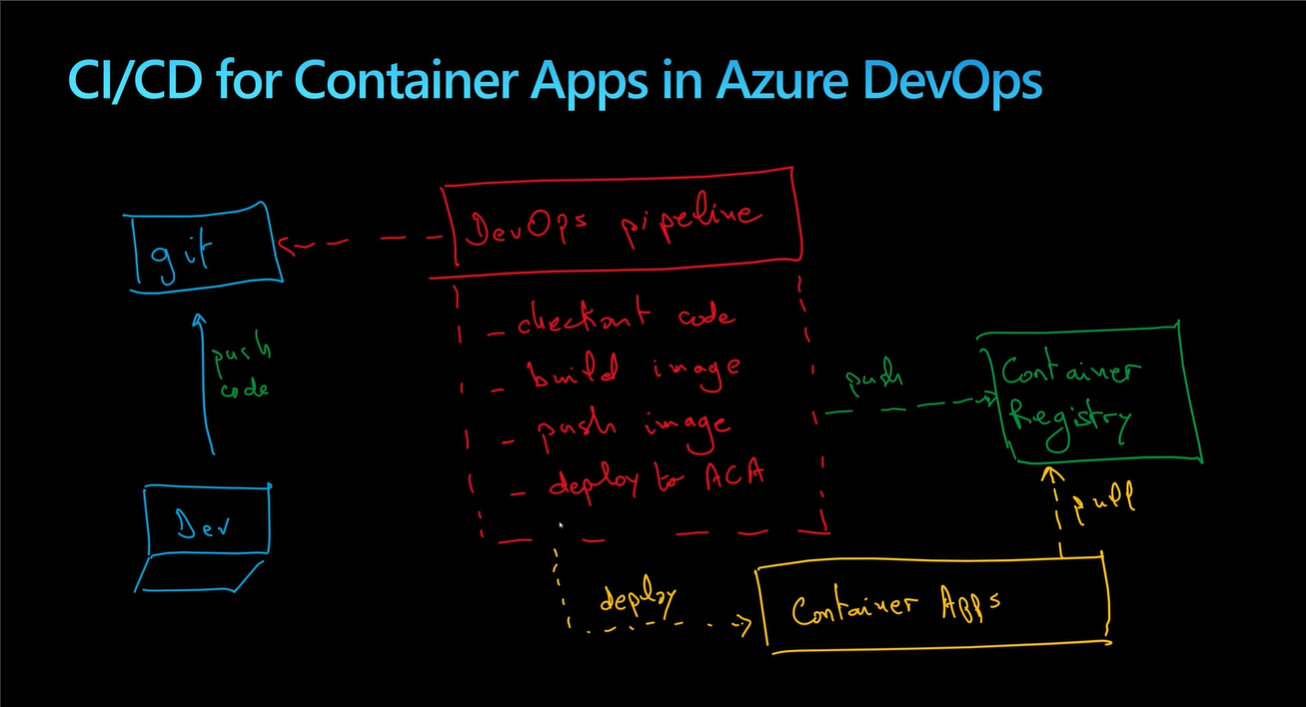 CI/CD for Container Apps in Azure DevOps
git
DevOps pipeline
push
code
- checkout code
- build image
- push image
- deploy to ACA
push
Container
Registry
Dev
pull
deploy
Container Apps